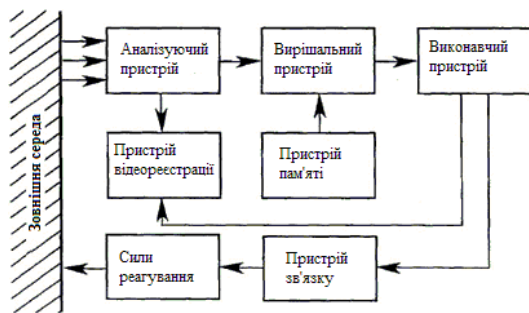 Аналізуючий
пристрій
Вирішальний
пристрій
Виконавчий
пристрій
Зовнішня середа
Пристрій
відеореєстрації
Пристрій
пам'яті
Сили
реагування
Пристрій
зв'язку